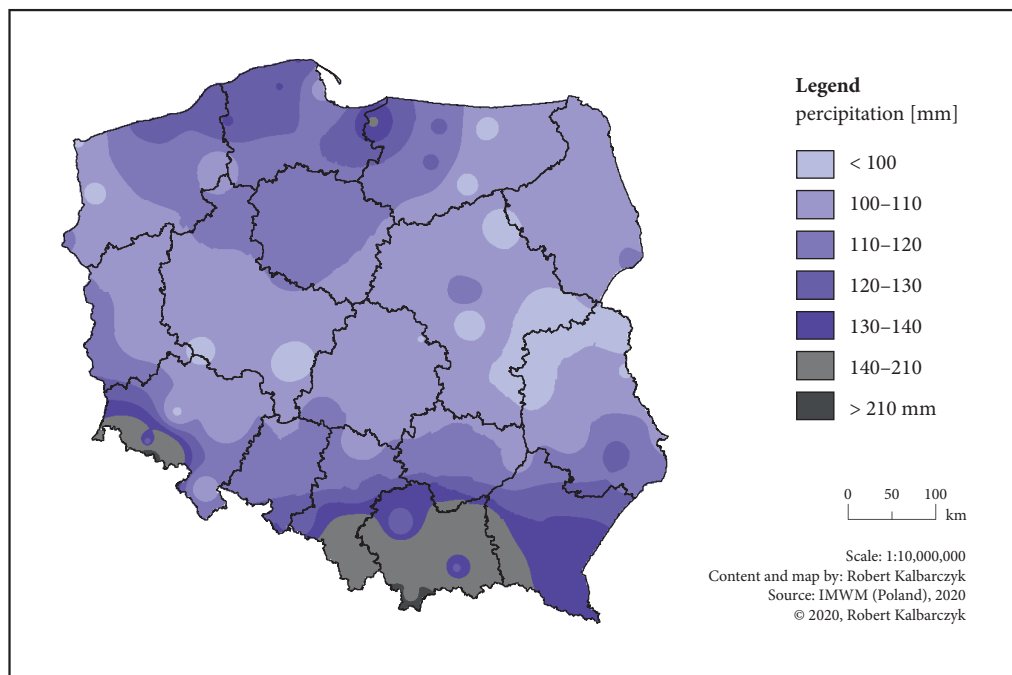 Legend
percipitation [mm]
< 100
100–110
110–120
120–130
130–140
140–210
> 210 mm
0 50 100
km
Scale: 1:10,000,000
Content and map by: Robert Kalbarczyk
Source: IMWM (Poland), 2020
© 2020, Robert Kalbarczyk